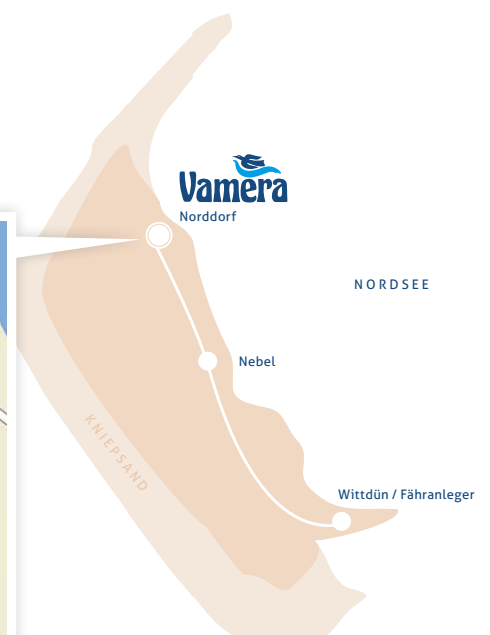 Vamera
Norddorf
NORDSEE
Nebel
KNIEPSAND
Wittdün / Fähranleger